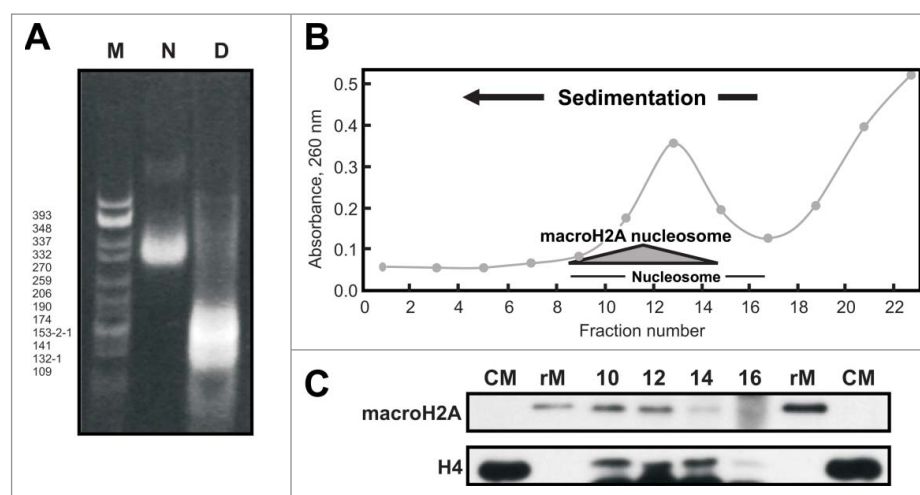 A
M N D
393
348
337
332
270
259
206
190
174
153-2-1
141
132-1
109
B
Absorbance, 260 nm
0.5
0.4
0.3
0.2
0.1
0.0
Sedimentation
macroH2A nucleosome
Nucleosome
0 2 4 6 8 10 12 14 16 18 20 22
Fraction number
C
CM rM 10 12 14 16 rM CM
macroH2A
H4